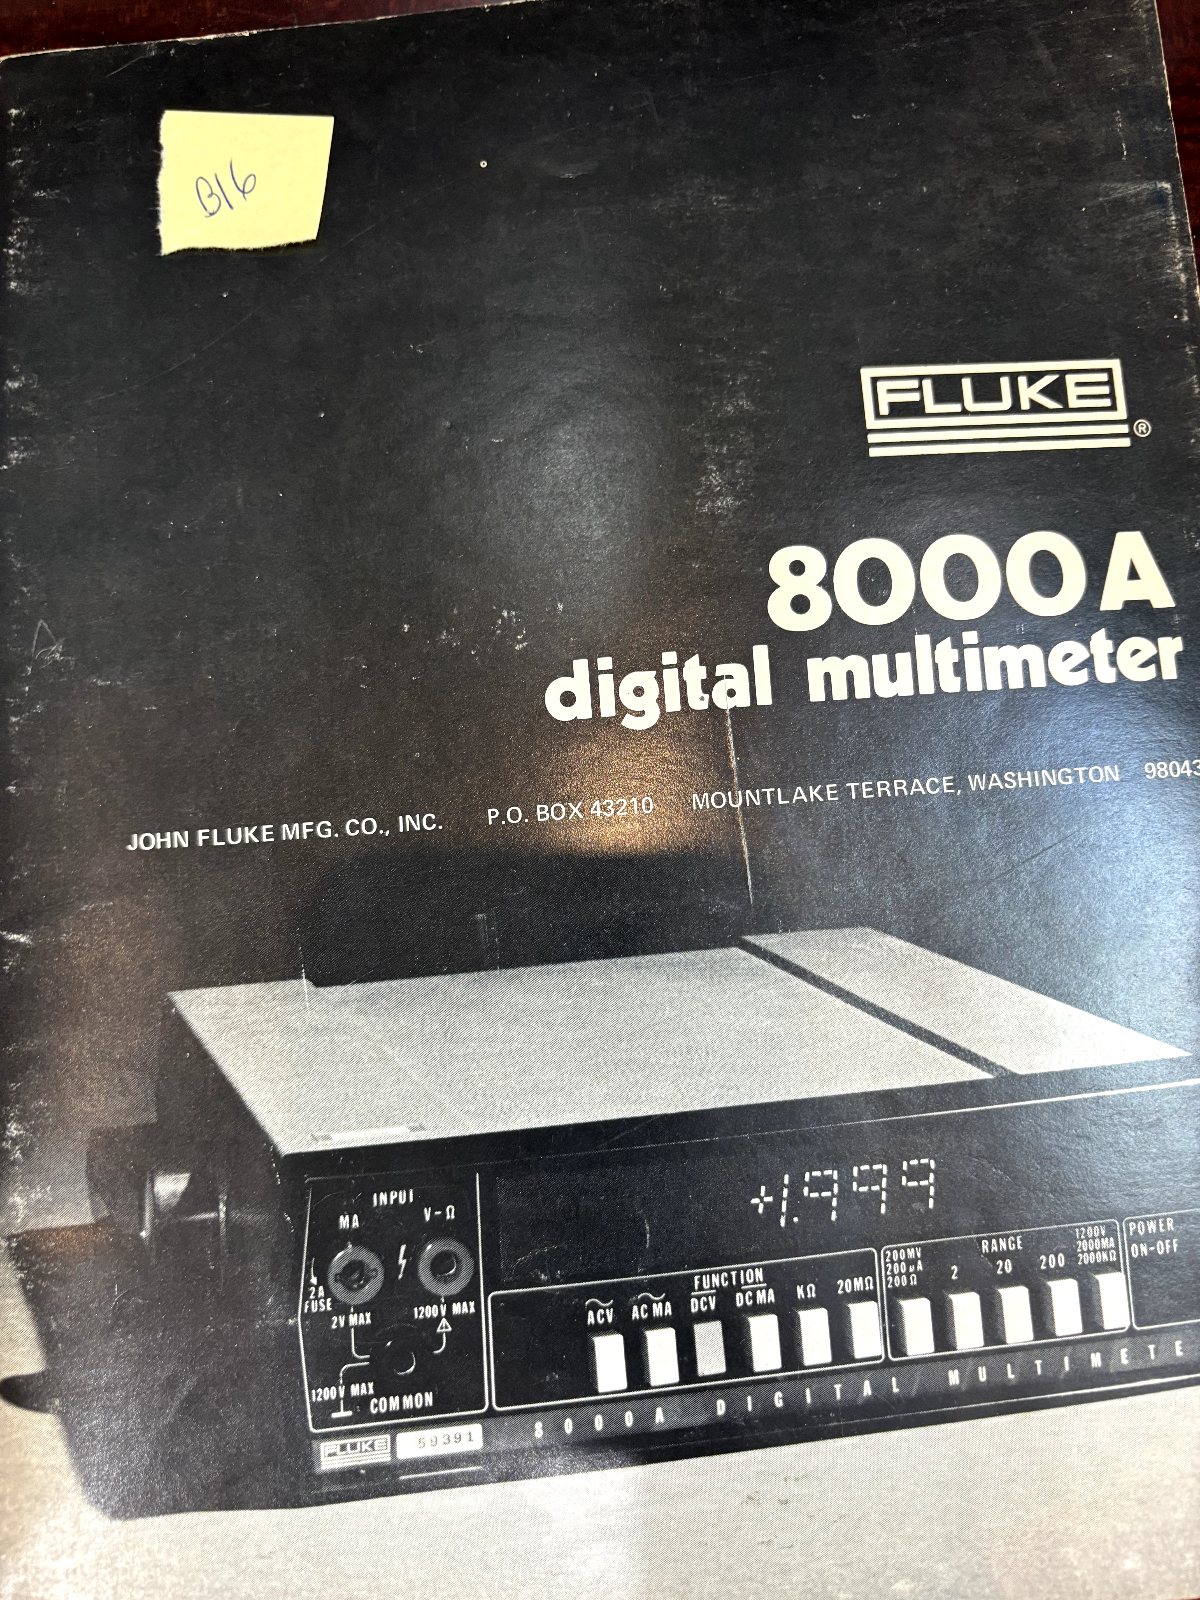 B16
FLUKE®
8000A
digital multimeter
JOHN FLUKE MFG. CO., INC. P.O. BOX 43210 MOUNTLAKE TERRACE, WASHINGTON 98043
+1.999
INPUT
MA V-Ω
2A
FUSE
2V MAX
1200V MAX
1200V MAX
COMMON
FUNCTION
ACV AC MA DCV DC MA KΩ 20MΩ
RANGE
200MV
200µA
200Ω
2 20 200
1200V
2000MA
2000KΩ
POWER
ON-OFF
FLUKE 59391
8000A DIGITAL MULTIMETE